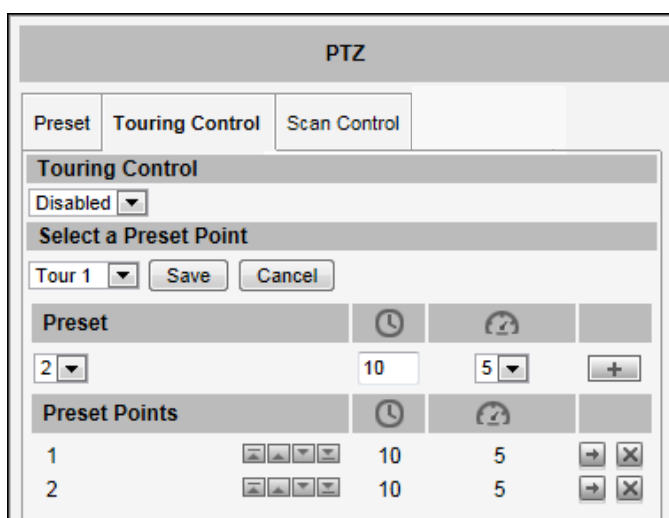 PTZ
Preset Touring Control Scan Control
Touring Control
Disabled
Select a Preset Point
Tour 1 Save Cancel
Preset
2 10 5 +
Preset Points
1 10 5
2 10 5